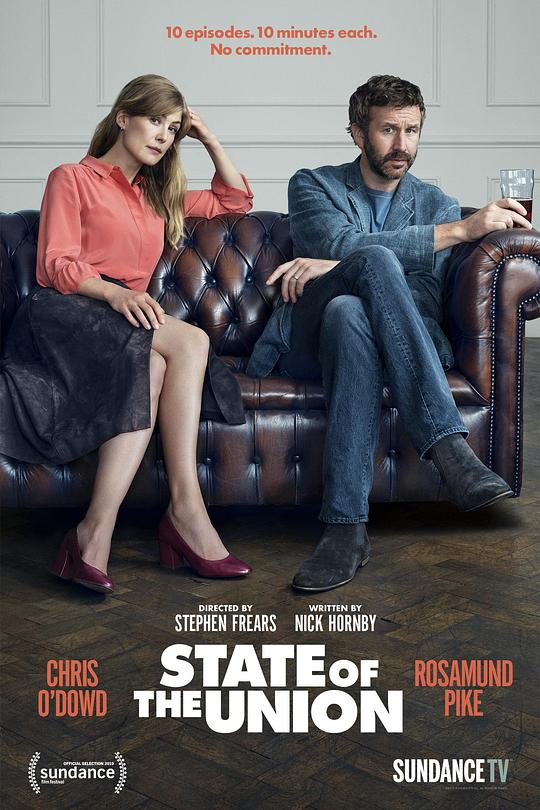 10 episodes. 10 minutes each.
No commitment.
DIRECTED BY
STEPHEN FREARS
WRITTEN BY
NICK HORNBY
CHRIS
O'DOWD
STATE OF
THE UNION
ROSAMUND
PIKE
OFFICIAL SELECTION 2019
sundance
film festival
SUNDANCE TV